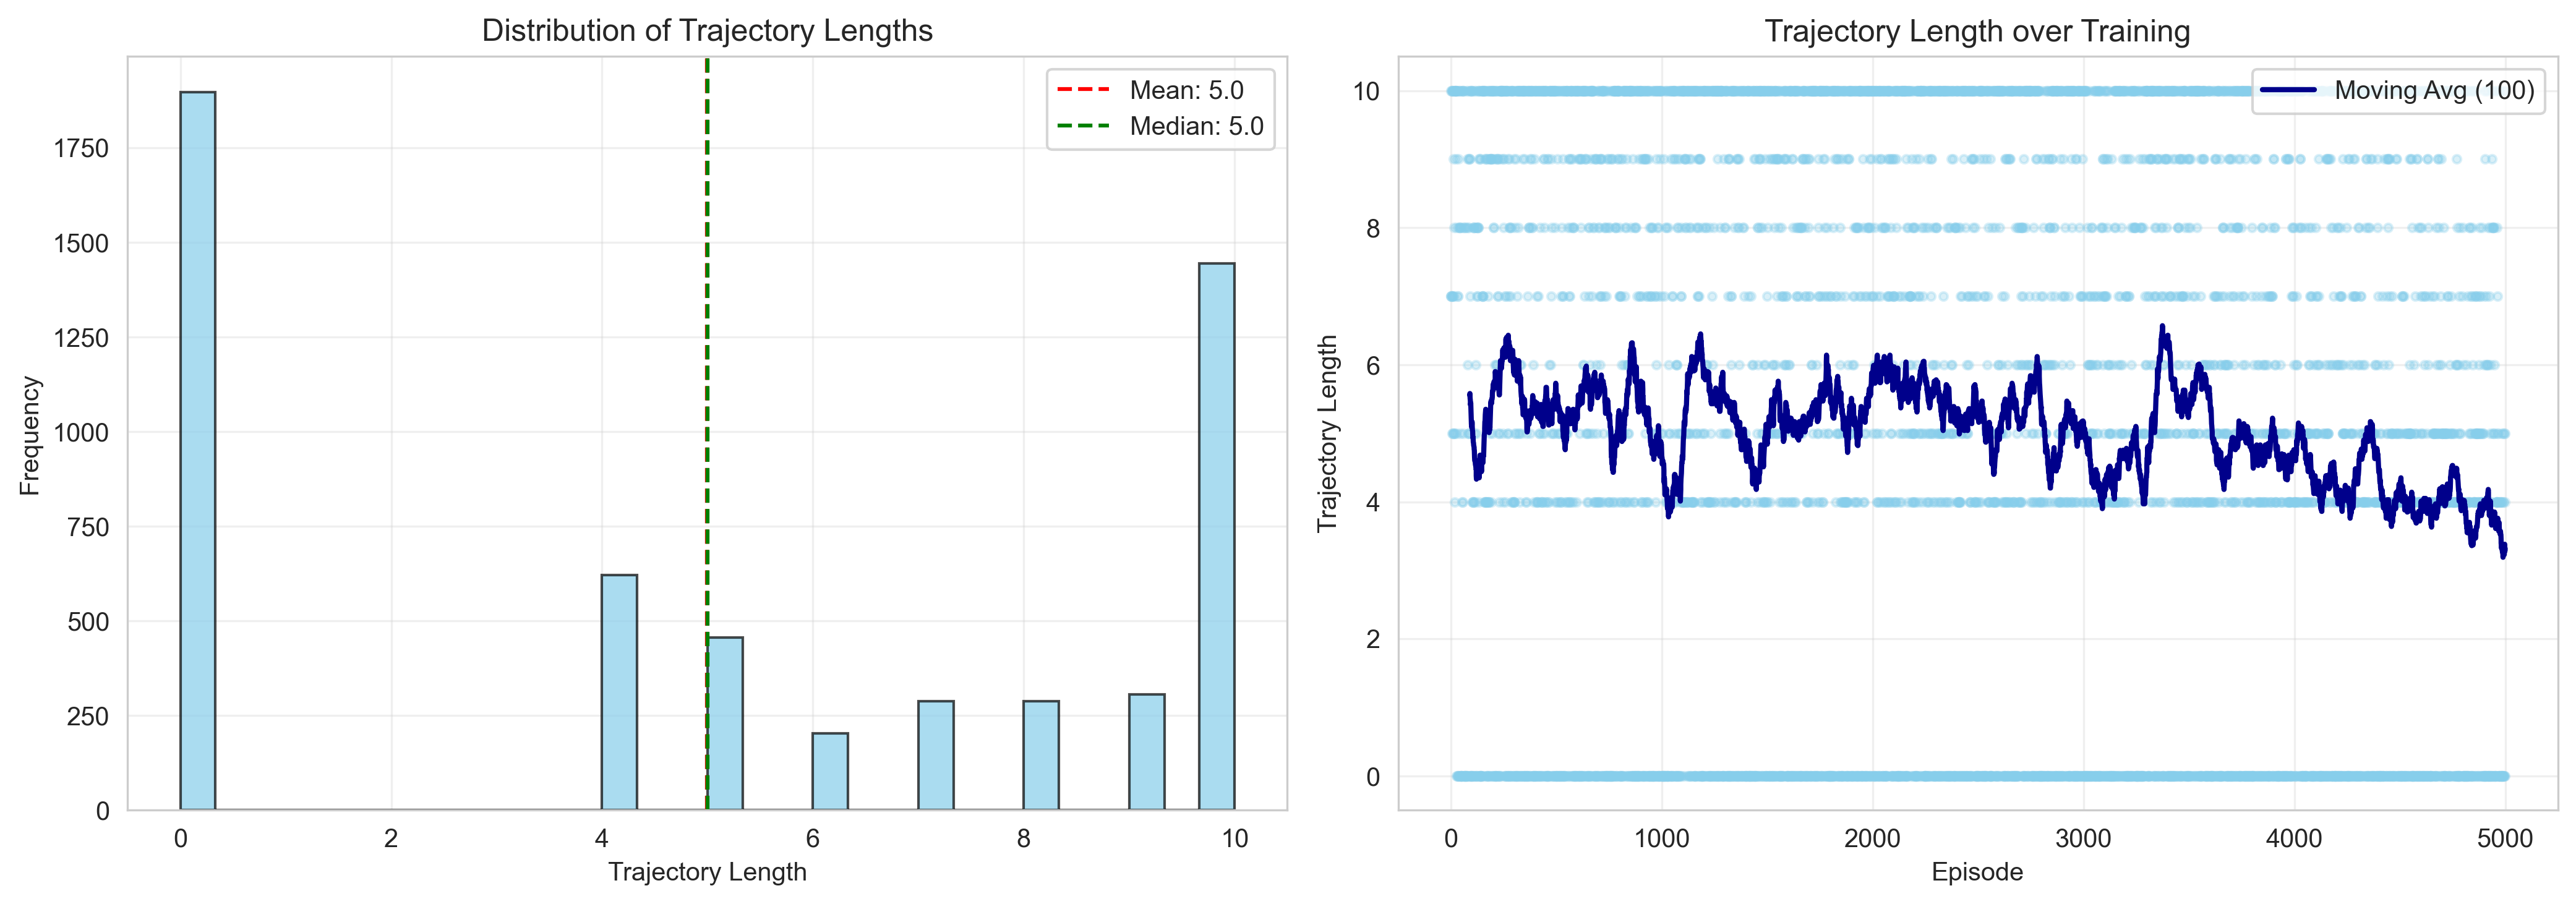 Distribution of Trajectory Lengths
Mean: 5.0
Median: 5.0
Frequency
1750
1500
1250
1000
750
500
250
0
0 2 4 6 8 10
Trajectory Length
Trajectory Length over Training
Moving Avg (100)
Trajectory Length
10
8
6
4
2
0
0 1000 2000 3000 4000 5000
Episode